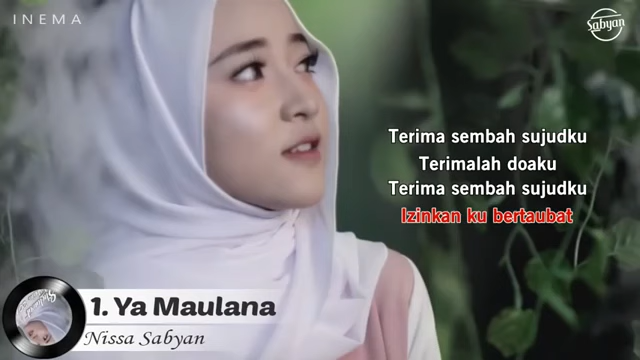 INEMA
Sabyan
Terima sembah sujudku
Terimalah doaku
Terima sembah sujudku
Izinkan ku bertaubat
1. Ya Maulana
Nissa Sabyan